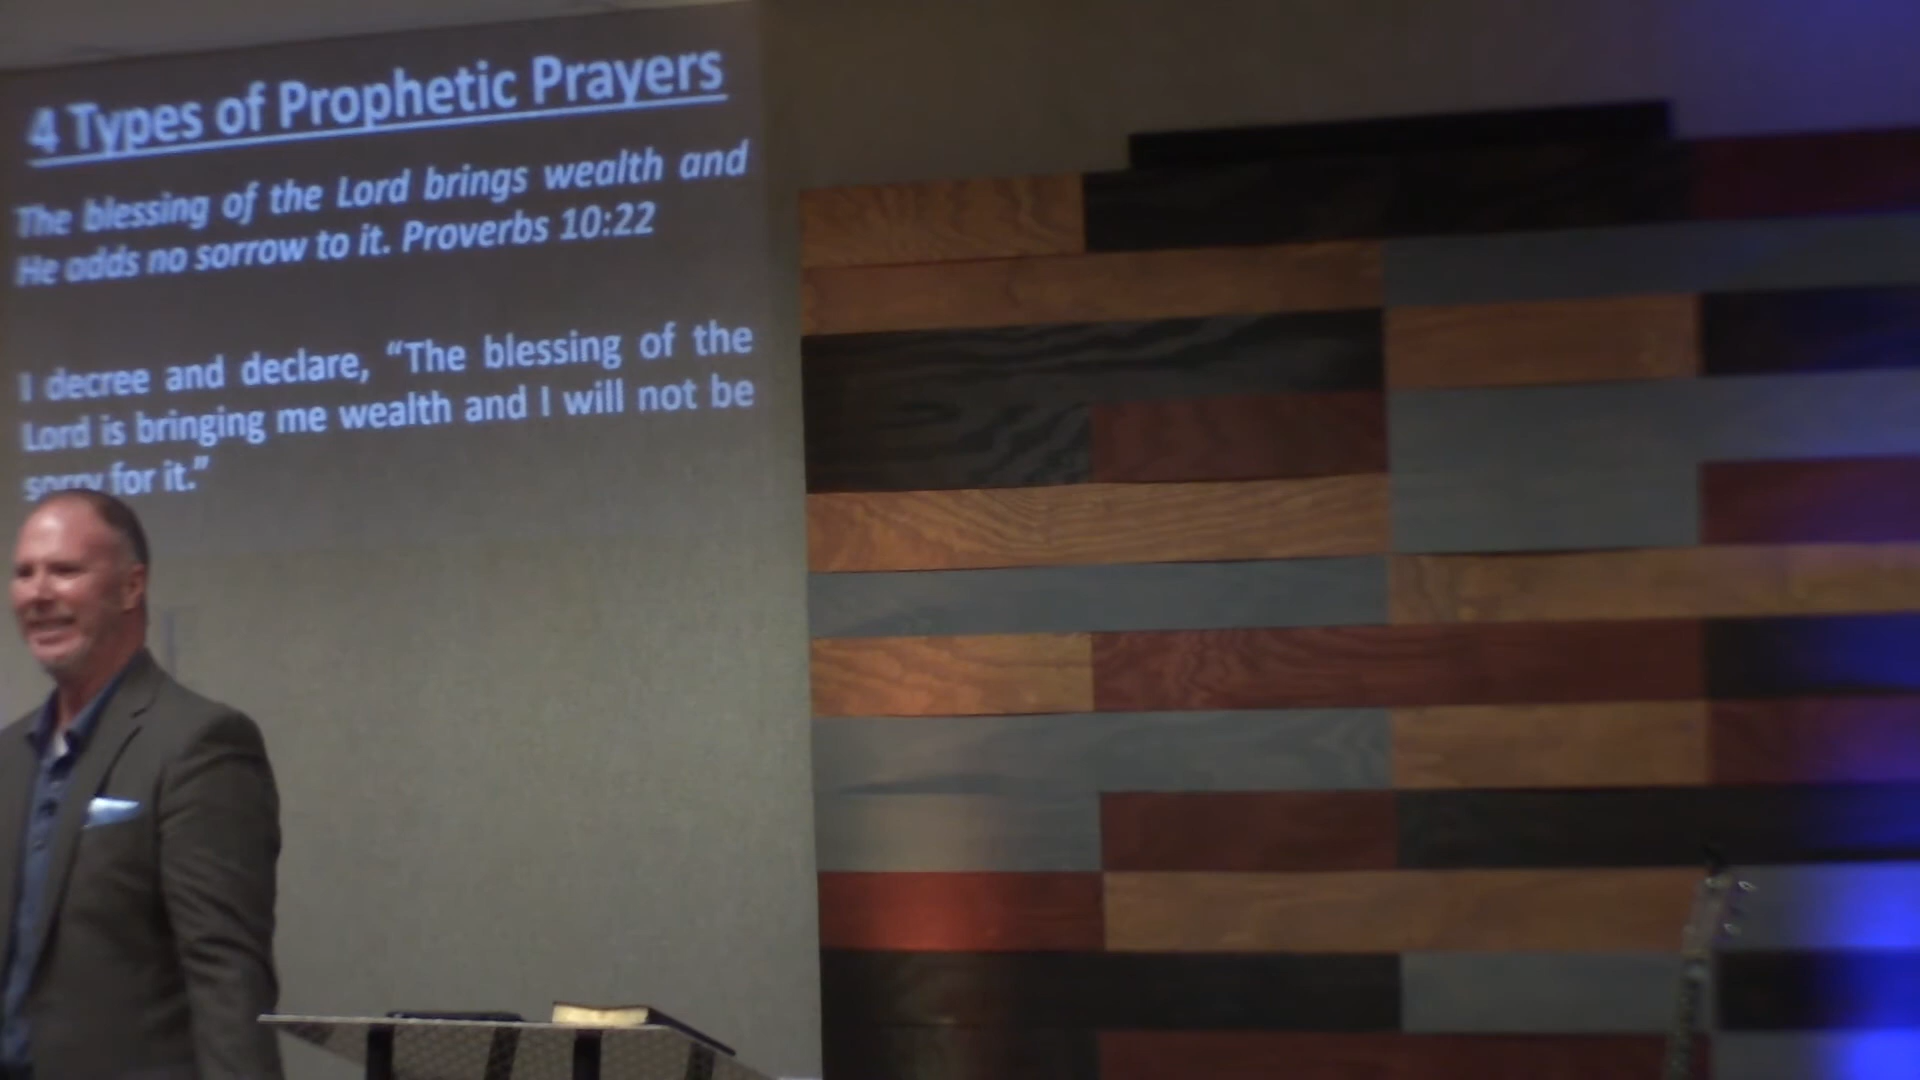 4 Types of Prophetic Prayers
The blessing of the Lord brings wealth and
He adds no sorrow to it. Proverbs 10:22
I decree and declare, “The blessing of the
Lord is bringing me wealth and I will not be
sorry for it.”